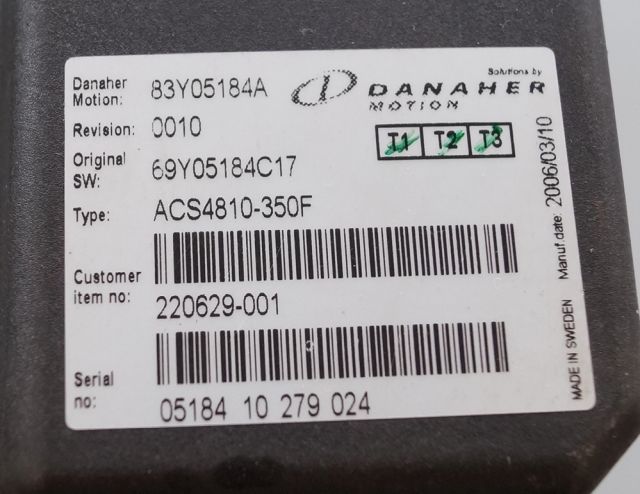 Solutions by
DANAHER
MOTION
Danaher Motion: 83Y05184A
Revision: 0010
T1 T2 T3
Original SW: 69Y05184C17
Type: ACS4810-350F
Customer item no: 220629-001
Serial no: 05184 10 279 024
MADE IN SWEDEN Manuf.date: 2006/03/10